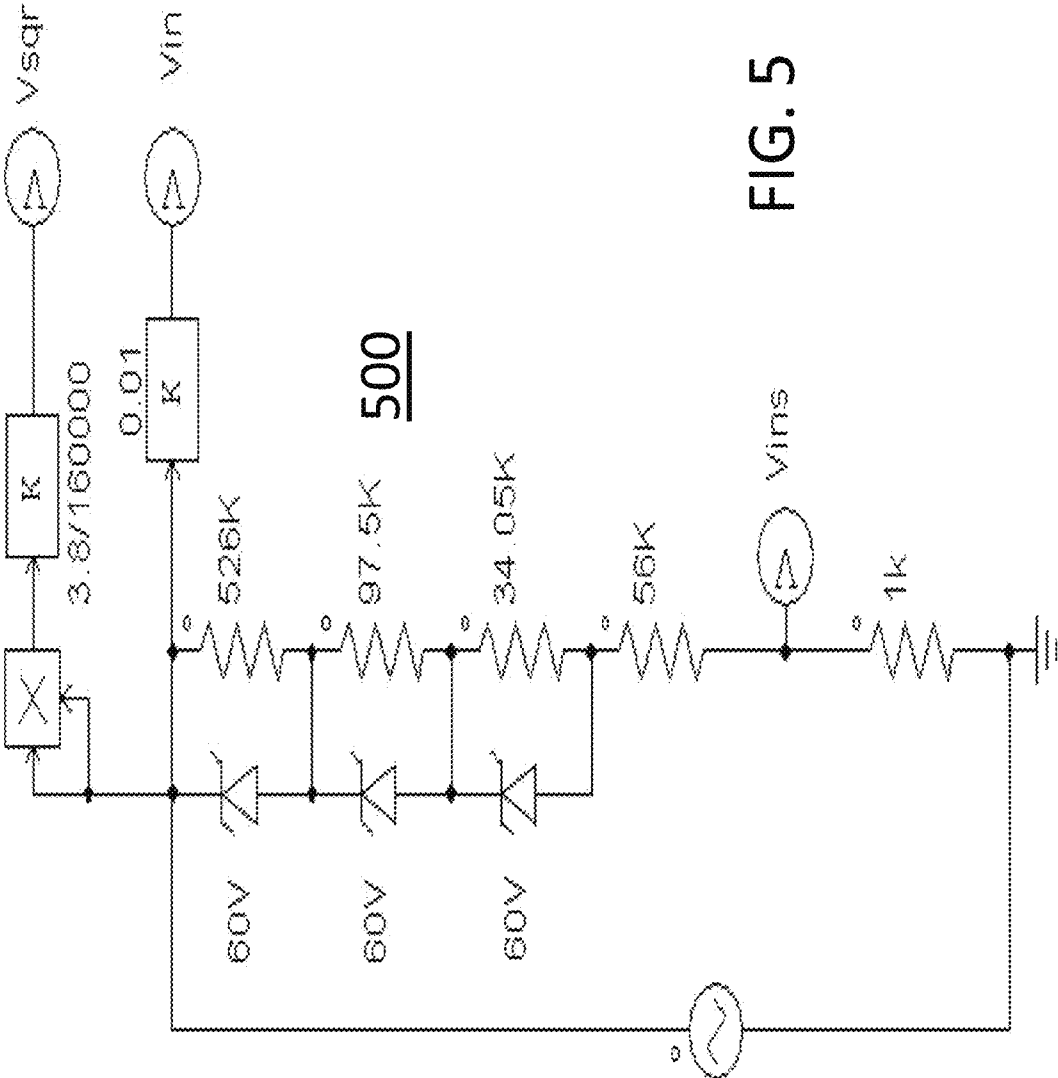 Vsqr
K
3.8/160000
X
Vin
0.01
K
526K
97.5K
34.05K
56K
1k
60V
60V
60V
Vins
V
V
V
500
FIG. 5